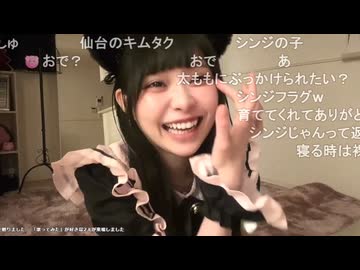 しゅ
仙台のキムタク
シンジの子
おで？
おで
あ
太ももにぶっかけられたい？
シンジフラグｗ
育ててくれてありがと
シンジじゃんって返
寝る時は裸